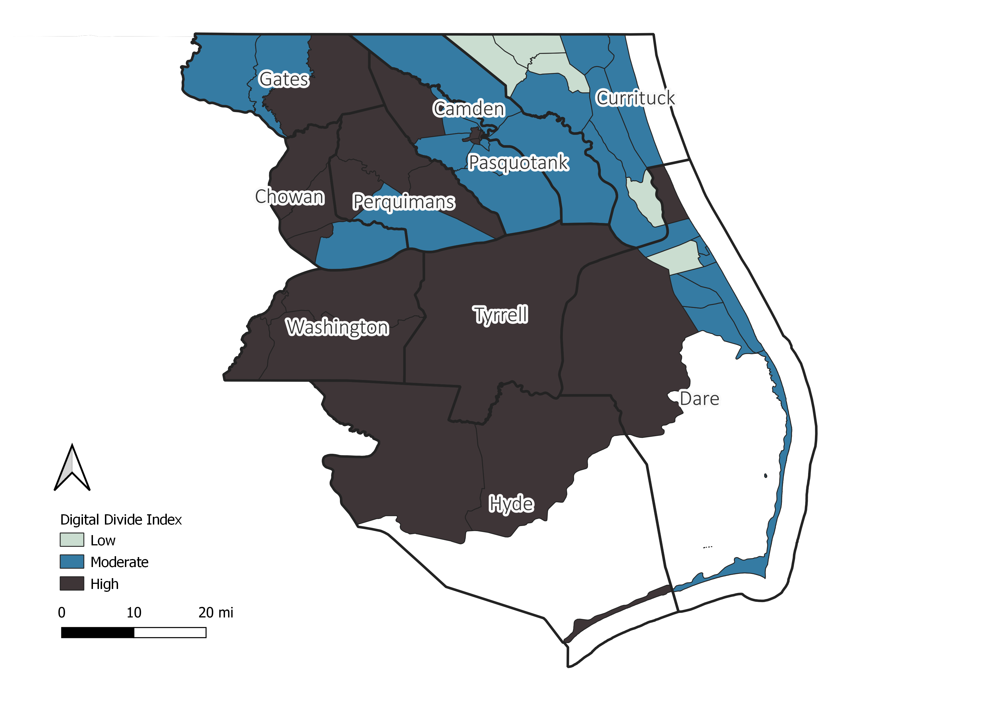 Gates
Currituck
Camden
Pasquotank
Chowan
Perquimans
Tyrrell
Washington
Dare
Hyde
Digital Divide Index
Low
Moderate
High
0 10 20 mi